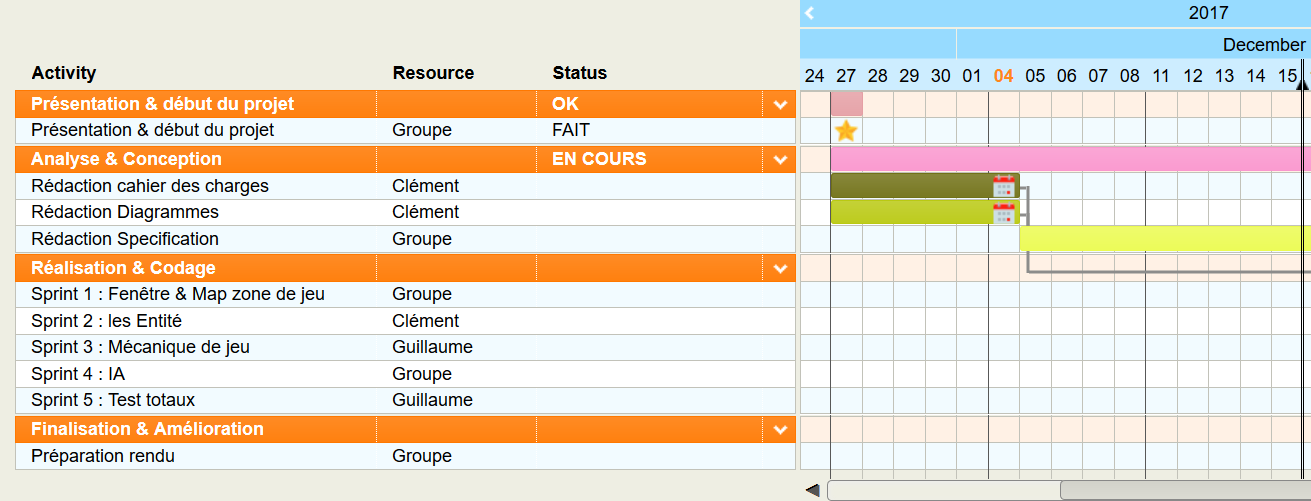 2017
December
Activity Resource Status 24 27 28 29 30 01 04 05 06 07 08 11 12 13 14 15
Présentation & début du projet OK
Présentation & début du projet Groupe FAIT
Analyse & Conception EN COURS
Rédaction cahier des charges Clément
Rédaction Diagrammes Clément
Rédaction Specification Groupe
Réalisation & Codage
Sprint 1 : Fenêtre & Map zone de jeu Groupe
Sprint 2 : les Entité Clément
Sprint 3 : Mécanique de jeu Guillaume
Sprint 4 : IA Groupe
Sprint 5 : Test totaux Guillaume
Finalisation & Amélioration
Préparation rendu Groupe